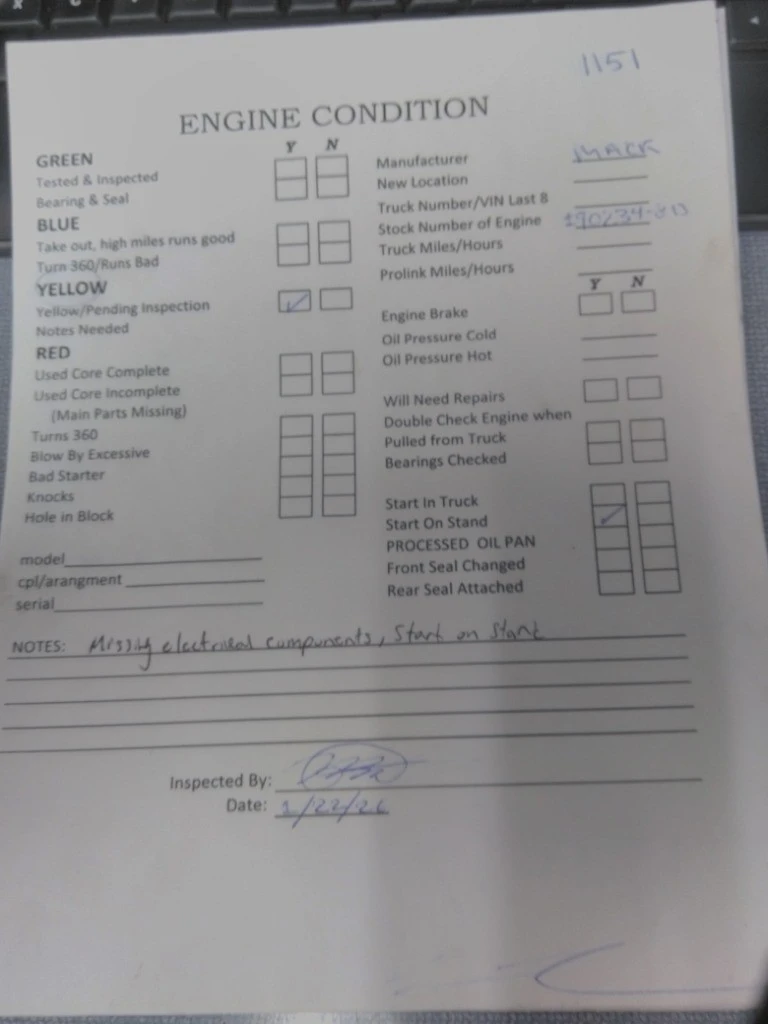 1151
ENGINE CONDITION
Y N
GREEN
Tested & Inspected
Bearing & Seal
BLUE
Take out, high miles runs good
Turn 360/Runs Bad
YELLOW
Yellow/Pending Inspection
Notes Needed
RED
Used Core Complete
Used Core Incomplete
(Main Parts Missing)
Turns 360
Blow By Excessive
Bad Starter
Knocks
Hole in Block
model
cpl/arangment
serial
Manufacturer MACK
New Location
Truck Number/VIN Last 8
Stock Number of Engine
Truck Miles/Hours
Prolink Miles/Hours
Y N
Engine Brake
Oil Pressure Cold
Oil Pressure Hot
Will Need Repairs
Double Check Engine when
Pulled from Truck
Bearings Checked
Start In Truck
Start On Stand
PROCESSED OIL PAN
Front Seal Changed
Rear Seal Attached
NOTES: Missing electrical components, Start on Stand
Inspected By:
Date: 1/22/26